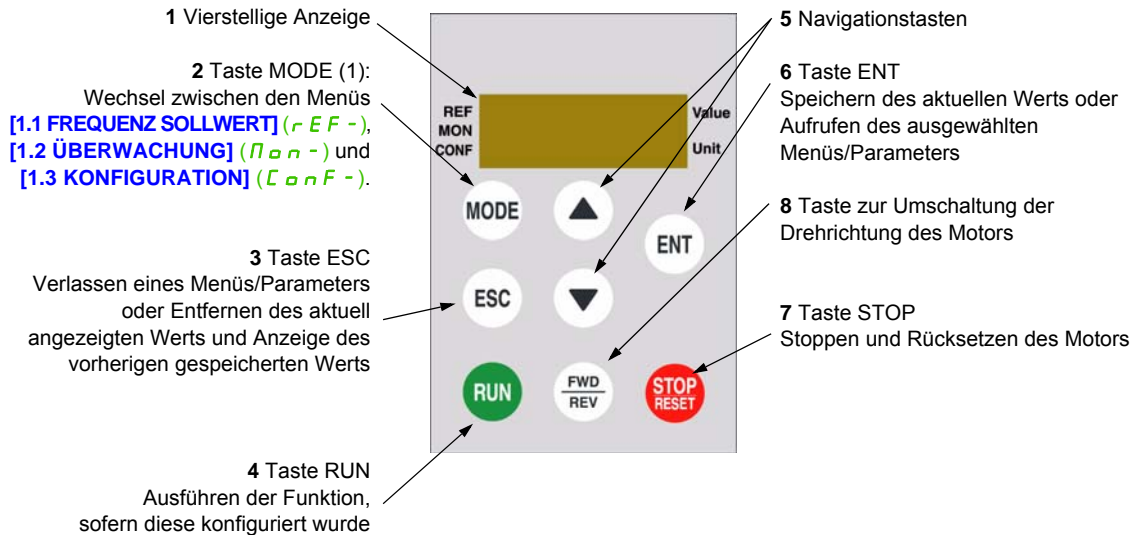 1 Vierstellige Anzeige
2 Taste MODE (1):
Wechsel zwischen den Menüs
[1.1 FREQUENZ SOLLWERT] (rEF-),
[1.2 ÜBERWACHUNG] (Mon-) und
[1.3 KONFIGURATION] (ConF-).
3 Taste ESC
Verlassen eines Menüs/Parameters
oder Entfernen des aktuell
angezeigten Werts und Anzeige des
vorherigen gespeicherten Werts
4 Taste RUN
Ausführen der Funktion,
sofern diese konfiguriert wurde
REF
MON
CONF
Value
Unit
MODE
ENT
ESC
RUN
FWD
REV
STOP
RESET
5 Navigationstasten
6 Taste ENT
Speichern des aktuellen Werts oder
Aufrufen des ausgewählten
Menüs/Parameters
8 Taste zur Umschaltung der
Drehrichtung des Motors
7 Taste STOP
Stoppen und Rücksetzen des Motors